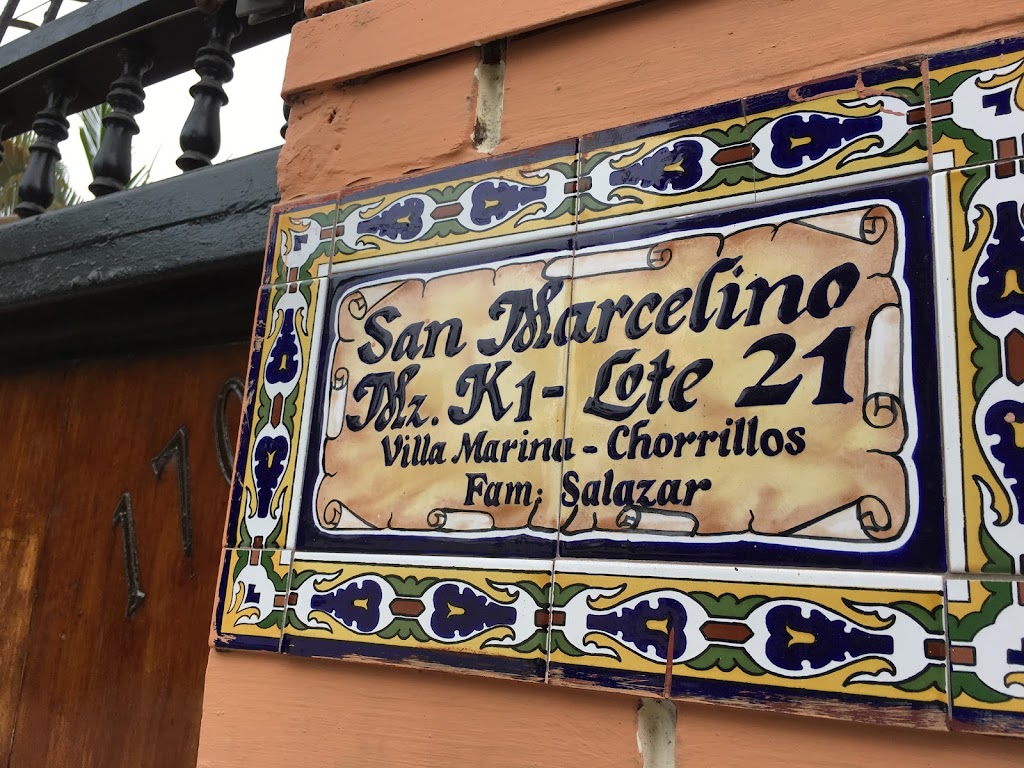 San Marcelino
Mz. K1- Lote 21
Villa Marina - Chorrillos
Fam: Salazar